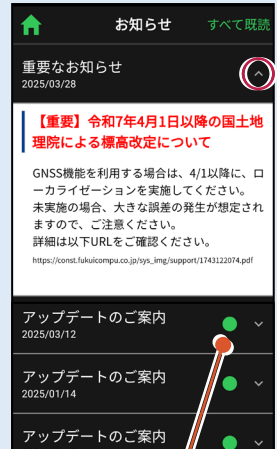 お知らせ すべて既読
重要なお知らせ
2025/03/28
【重要】令和7年4月1日以降の国土地
理院による標高改定について
GNSS機能を利用する場合は、4/1以降に、ロ
ーカライゼーションを実施してください。
未実施の場合、大きな誤差の発生が想定され
ますので、ご注意ください。
詳細は以下URLをご確認ください。
https://const.fukuicompu.co.jp/sys_img/support/1743122074.pdf
アップデートのご案内
2025/03/12
アップデートのご案内
2025/01/14
アップデートのご案内